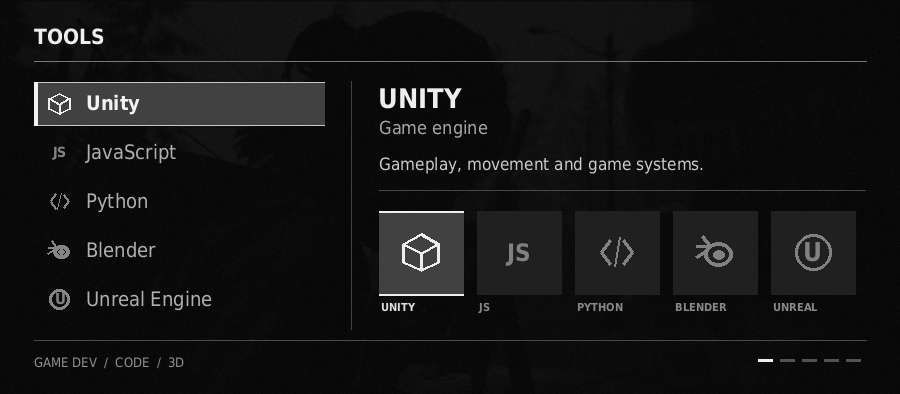 TOOLS
Unity
JS JavaScript
</> Python
Blender
U Unreal Engine
UNITY
Game engine
Gameplay, movement and game systems.
JS </> U
UNITY JS PYTHON BLENDER UNREAL
GAME DEV / CODE / 3D